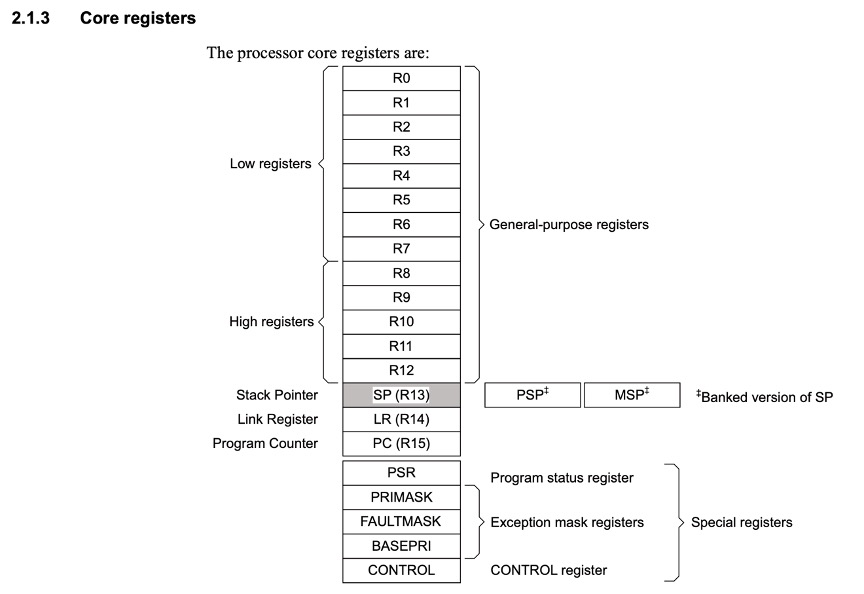 2.1.3 Core registers
The processor core registers are:
R0
R1
R2
R3
Low registers
R4
R5
R6
General-purpose registers
R7
R8
R9
High registers
R10
R11
R12
Stack Pointer SP (R13) PSP‡ MSP‡ ‡Banked version of SP
Link Register LR (R14)
Program Counter PC (R15)
PSR Program status register
PRIMASK
FAULTMASK Exception mask registers Special registers
BASEPRI
CONTROL CONTROL register